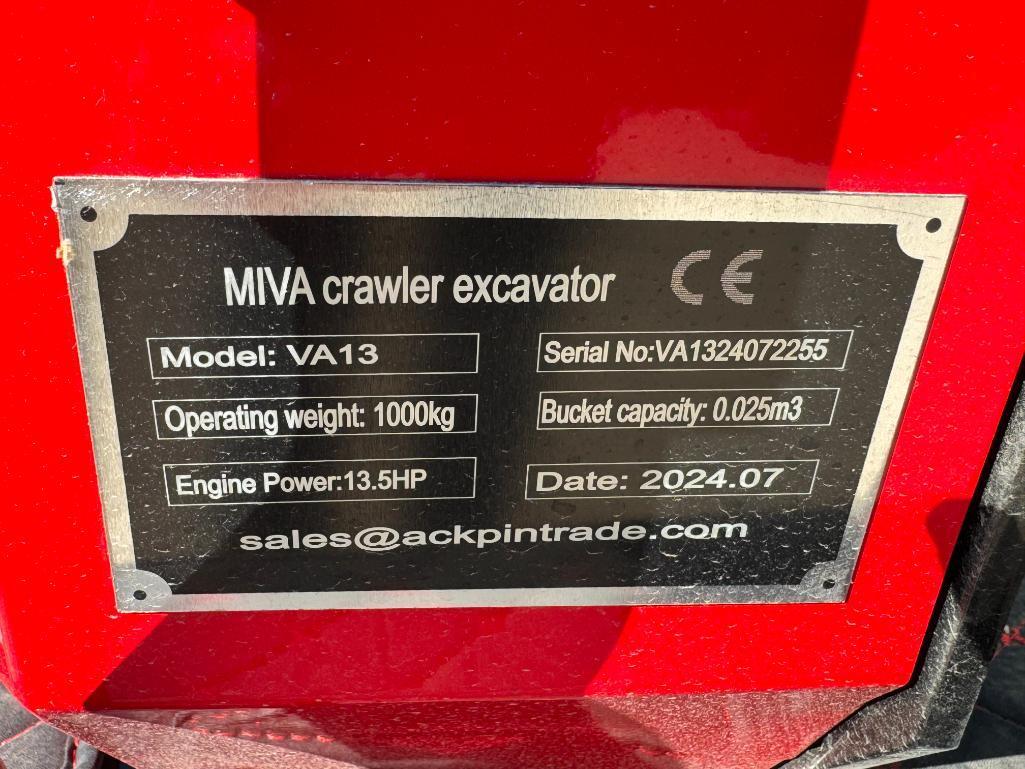 MIVA crawler excavator CE
Model: VA13
Serial No:VA1324072255
Operating weight: 1000kg
Bucket capacity: 0.025m3
Engine Power:13.5HP
Date: 2024.07
sales@ackpintrade.com